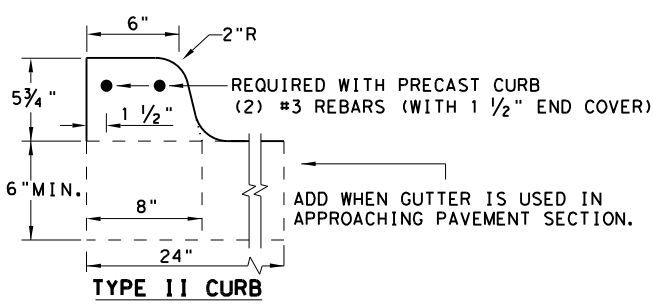 6"
2"R
REQUIRED WITH PRECAST CURB
5¾"
(2) #3 REBARS (WITH 1 ½" END COVER)
1 ½"
6"MIN.
ADD WHEN GUTTER IS USED IN
8"
APPROACHING PAVEMENT SECTION.
24"
TYPE II CURB